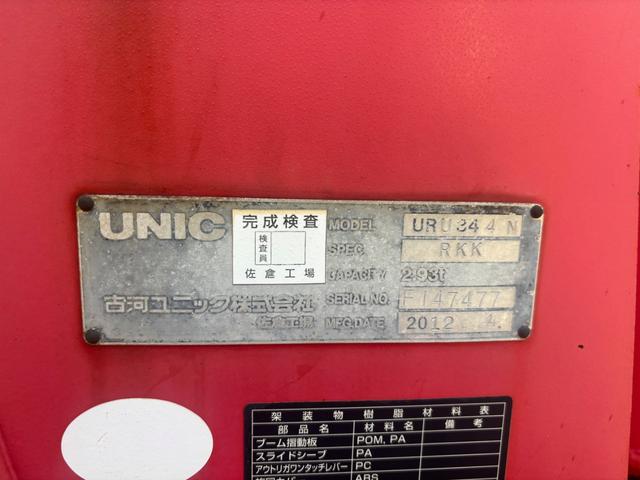 UNIC
完成検査
検査員
佐倉工場
MODEL URU344N
SPEC. RKK
CAPACITY 2.93t
古河ユニック株式会社 SERIAL NO. F147477
佐倉工場 MFG.DATE 2012 4
架装物樹脂材料表
部品名 材料名 備考
ブーム摺動板 POM, PA
スライドシーブ PA
アウトリガワンタッチレバー PC
ABS